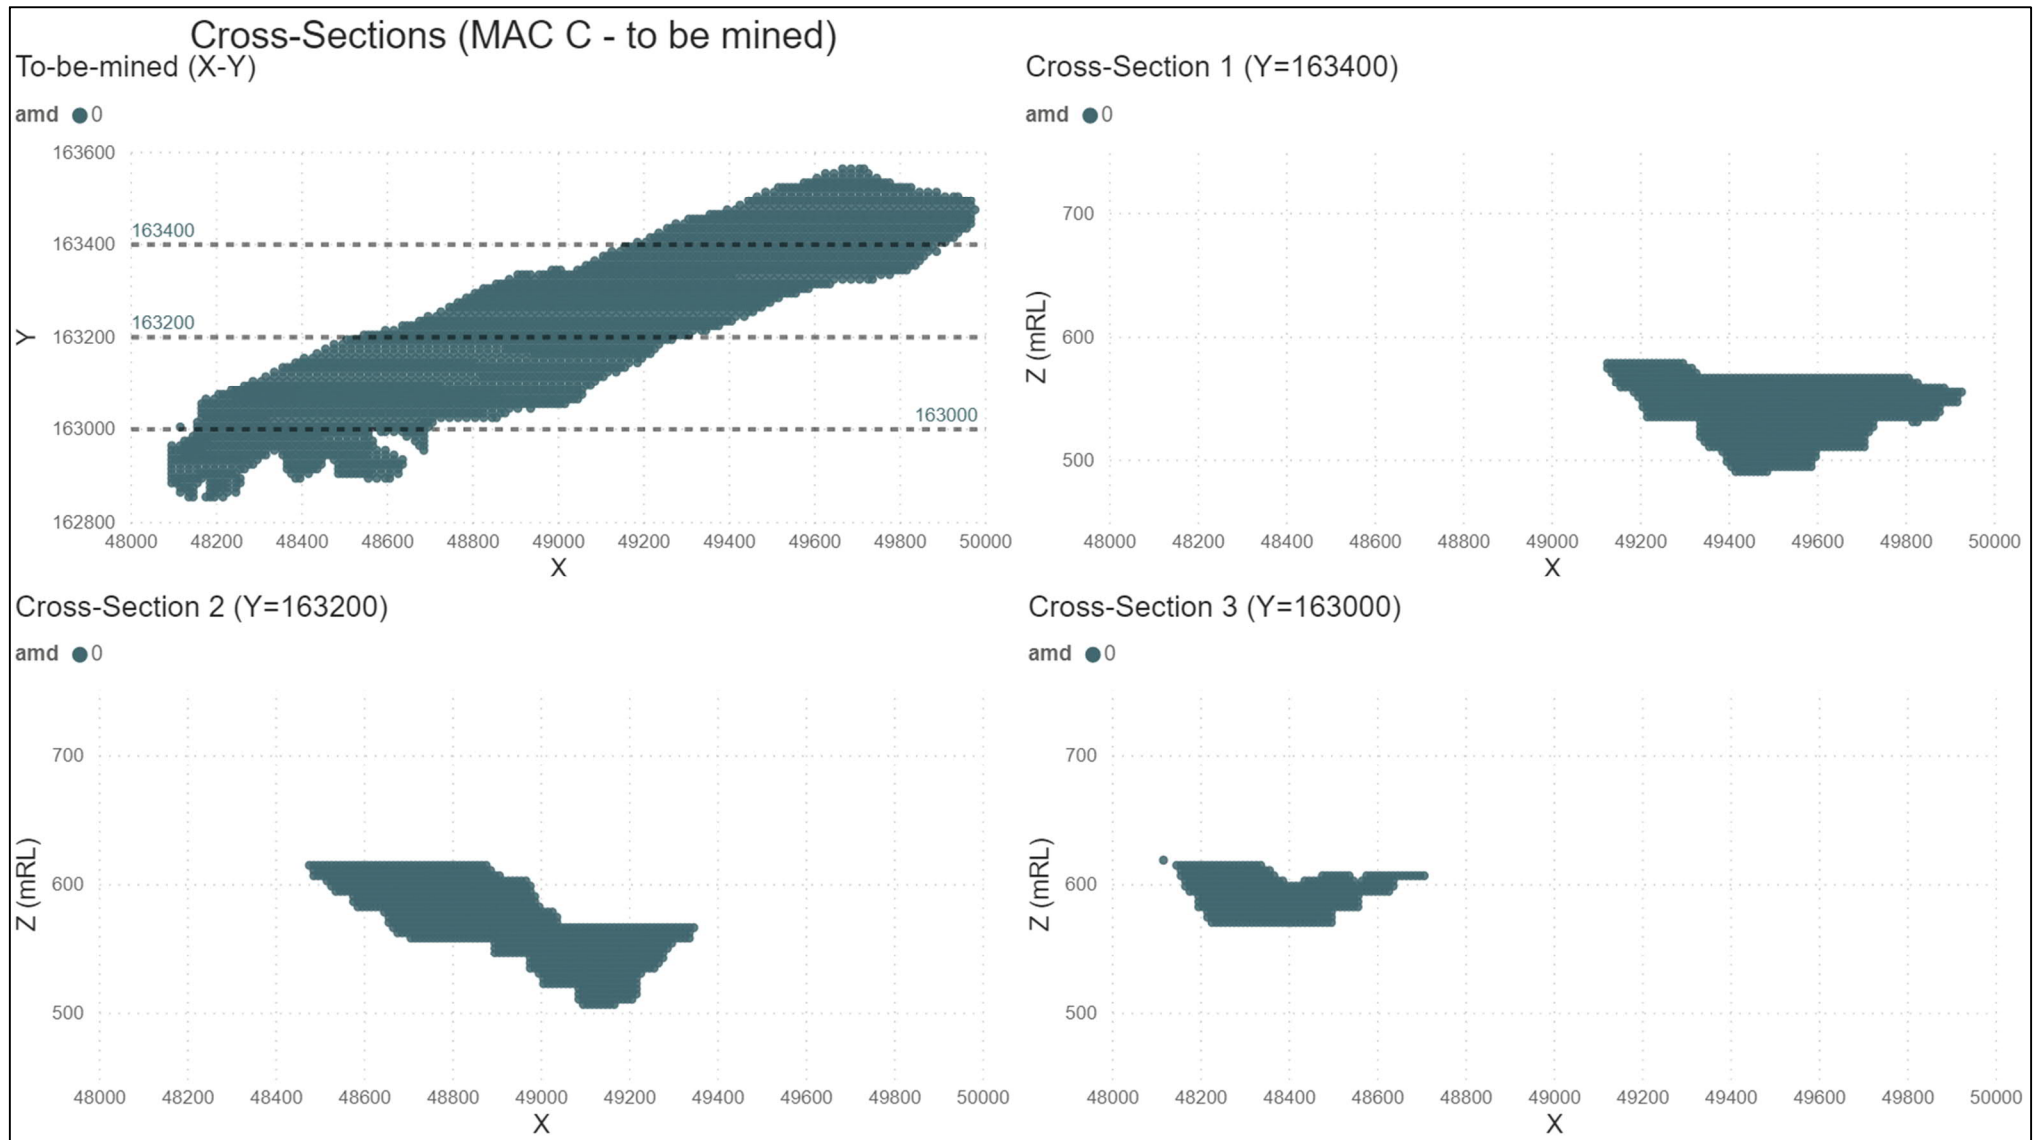 Cross-Sections (MAC C - to be mined)
To-be-mined (X-Y)
amd 0
163600
163400
163200
163000
162800
163400
163200
163000
Y
48000 48200 48400 48600 48800 49000 49200 49400 49600 49800 50000
X
Cross-Section 1 (Y=163400)
amd 0
700
600
500
Z (mRL)
48000 48200 48400 48600 48800 49000 49200 49400 49600 49800 50000
X
Cross-Section 2 (Y=163200)
amd 0
700
600
500
Z (mRL)
48000 48200 48400 48600 48800 49000 49200 49400 49600 49800 50000
X
Cross-Section 3 (Y=163000)
amd 0
700
600
500
Z (mRL)
48000 48200 48400 48600 48800 49000 49200 49400 49600 49800 50000
X